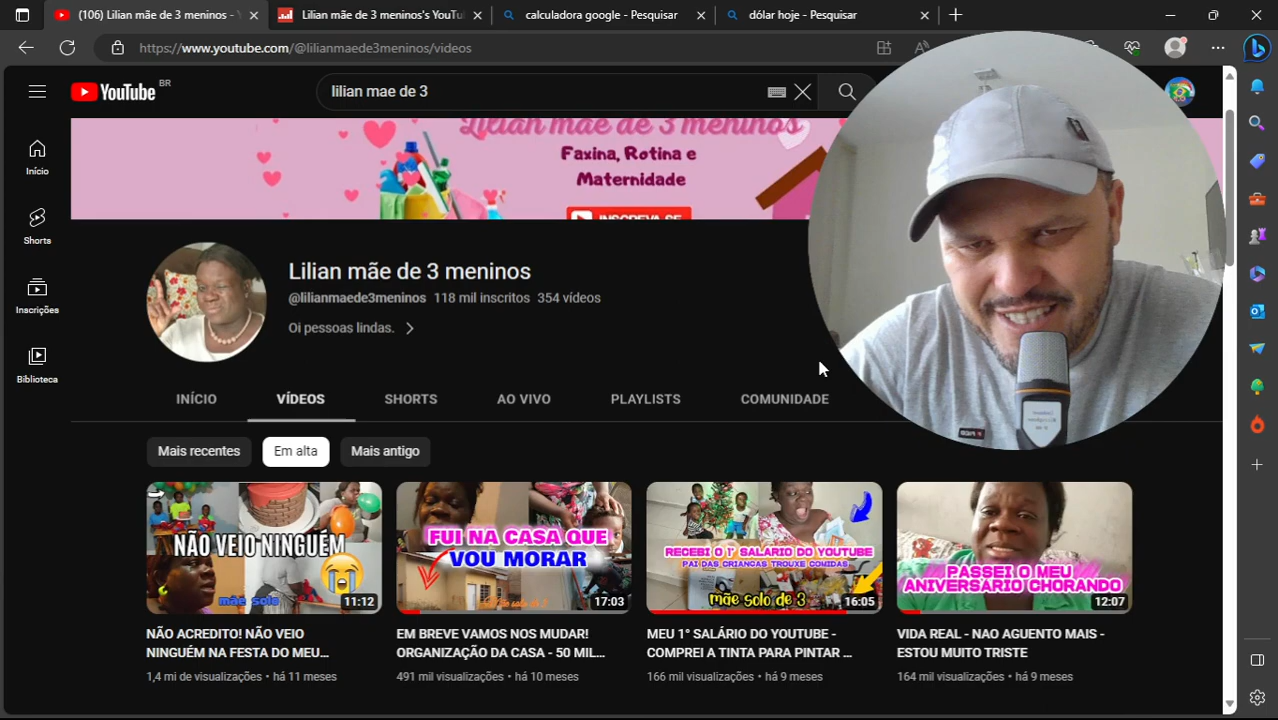 (106) Lilian mãe de 3 meninos - Y
Lilian mãe de 3 meninos's YouTu
calculadora google - Pesquisar
dólar hoje - Pesquisar
https://www.youtube.com/@lilianmaede3meninos/videos
YouTube BR
lilian mae de 3
Lilian mãe de 3 meninos
Faxina, Rotina e
Maternidade
INSCREVA-SE
Início
Shorts
Inscrições
Biblioteca
Lilian mãe de 3 meninos
@lilianmaede3meninos 118 mil inscritos 354 vídeos
Oi pessoas lindas.
INÍCIO VÍDEOS SHORTS AO VIVO PLAYLISTS COMUNIDADE
Mais recentes Em alta Mais antigo
NÃO VEIO NINGUÉM
mãe solo
11:12
FUI NA CASA QUE
VOU MORAR
17:03
RECEBI O 1º SALARIO DO YOUTUBE
PAI DAS CRIANÇAS TROUXE COMIDAS
mãe solo de 3
16:05
PASSEI O MEU
ANIVERSARIO CHORANDO
12:07
NÃO ACREDITO! NÃO VEIO
NINGUÉM NA FESTA DO MEU...
1,4 mi de visualizações • há 11 meses
EM BREVE VAMOS NOS MUDAR!
ORGANIZAÇÃO DA CASA - 50 MIL...
491 mil visualizações • há 10 meses
MEU 1° SALÁRIO DO YOUTUBE -
COMPREI A TINTA PARA PINTAR ...
166 mil visualizações • há 9 meses
VIDA REAL - NAO AGUENTO MAIS -
ESTOU MUITO TRISTE
164 mil visualizações • há 9 meses